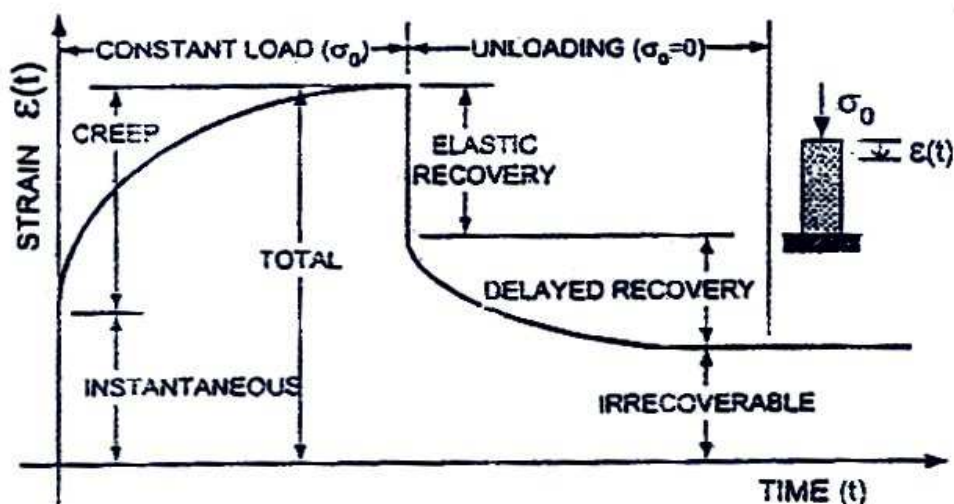 CONSTANT LOAD (σ₀)
UNLOADING (σ₀=0)
STRAIN ε(t)
CREEP
ELASTIC
RECOVERY
σ₀
ε(t)
TOTAL
DELAYED RECOVERY
INSTANTANEOUS
IRRECOVERABLE
TIME (t)